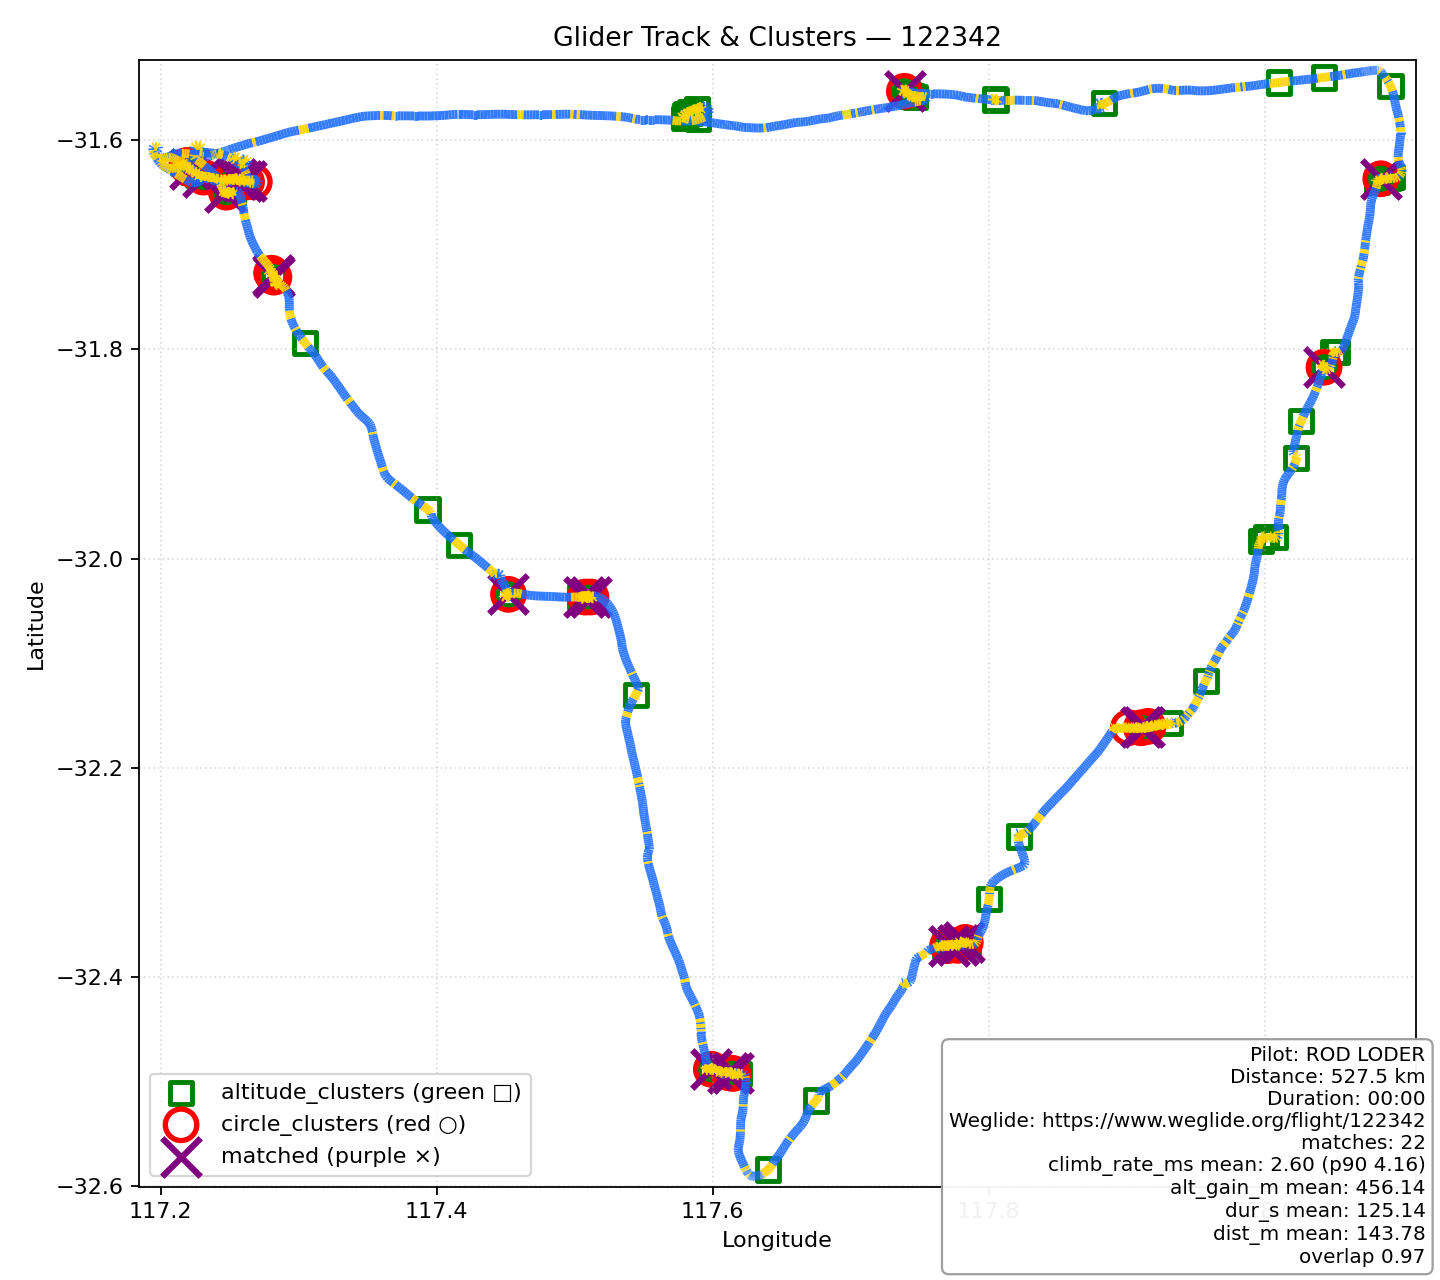 Glider Track & Clusters — 122342
−31.6
−31.8
−32.0
−32.2
−32.4
−32.6
Latitude
117.2
117.4
117.6
117.8
Longitude
altitude_clusters (green □)
circle_clusters (red ○)
matched (purple ×)
Pilot: ROD LODER
Distance: 527.5 km
Duration: 00:00
Weglide: https://www.weglide.org/flight/122342
matches: 22
climb_rate_ms mean: 2.60 (p90 4.16)
alt_gain_m mean: 456.14
dur_s mean: 125.14
dist_m mean: 143.78
overlap 0.97